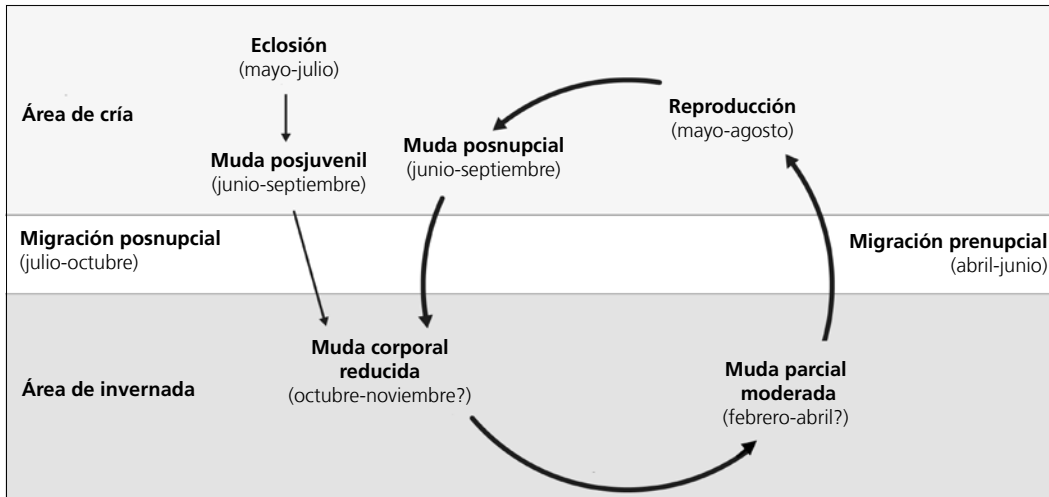 Eclosión
(mayo-julio)
Área de cría
Reproducción
(mayo-agosto)
Muda posjuvenil
(junio-septiembre)
Muda posnupcial
(junio-septiembre)
Migración posnupcial
(julio-octubre)
Migración prenupcial
(abril-junio)
Área de invernada
Muda corporal
reducida
(octubre-noviembre?)
Muda parcial
moderada
(febrero-abril?)